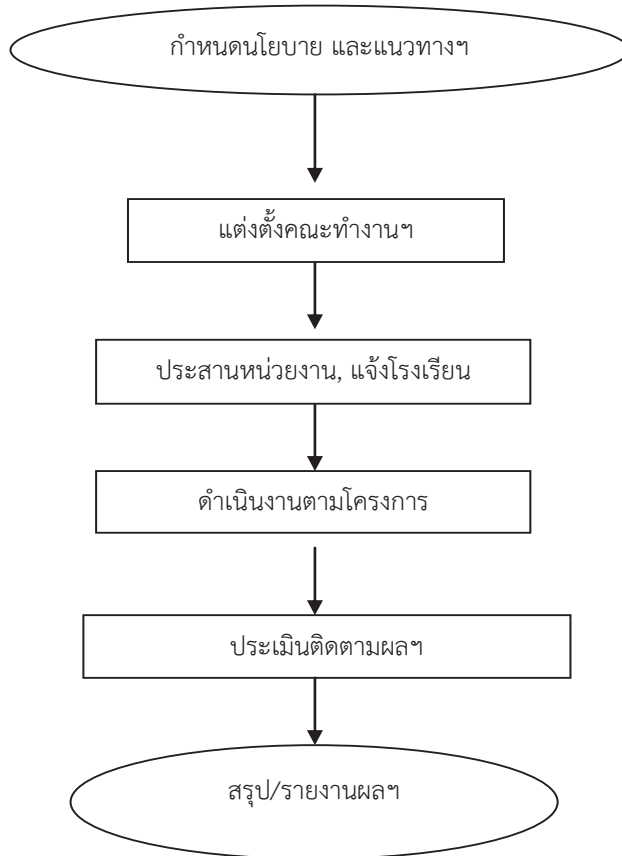 กำหนดนโยบาย และแนวทางฯ
แต่งตั้งคณะทำงานฯ
ประสานหน่วยงาน, แจ้งโรงเรียน
ดำเนินงานตามโครงการ
ประเมินติดตามผลฯ
สรุป/รายงานผลฯ